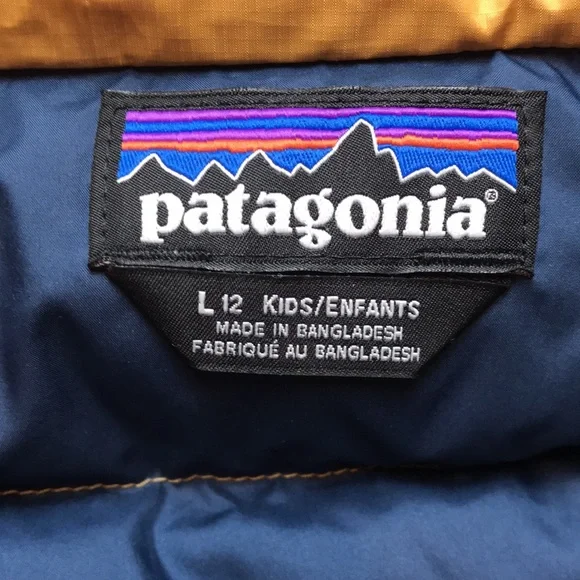 patagonia®
L 12 KIDS/ENFANTS
MADE IN BANGLADESH
FABRIQUÉ AU BANGLADESH